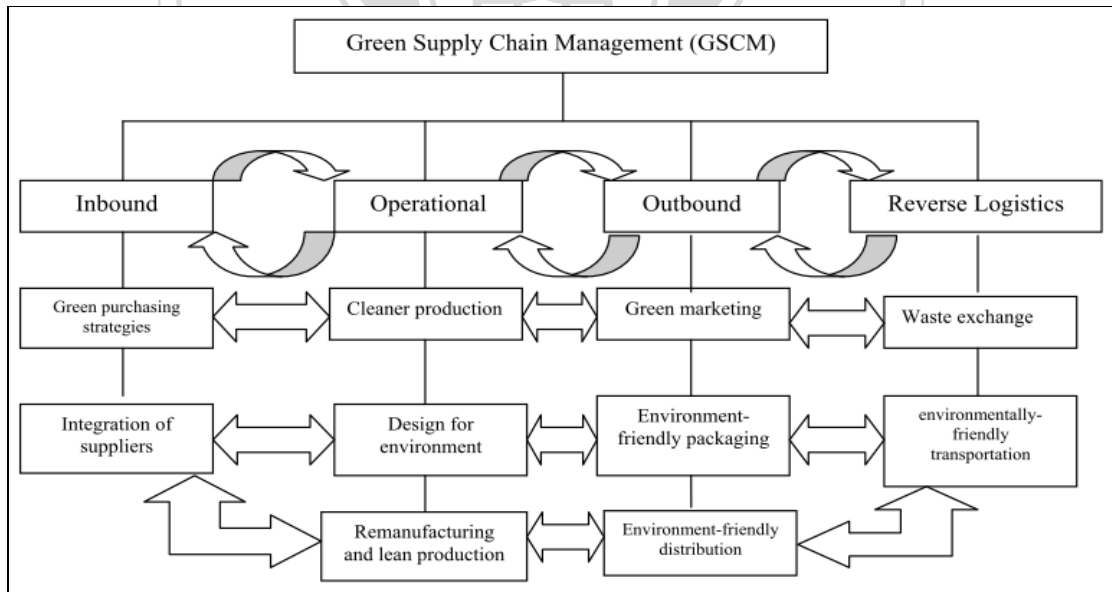 Green Supply Chain Management (GSCM)
Inbound
Operational
Outbound
Reverse Logistics
Green purchasing
strategies
Cleaner production
Green marketing
Waste exchange
Integration of
suppliers
Design for
environment
Environment-
friendly packaging
environmentally-
friendly
transportation
Remanufacturing
and lean production
Environment-friendly
distribution